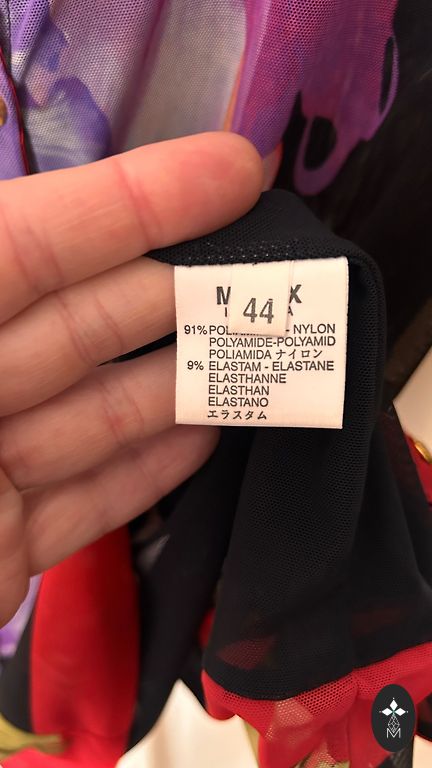 44
91% NYLON
POLYAMIDE-POLYAMID
POLIAMIDA ナイロン
9% ELASTAM - ELASTANE
ELASTHANNE
ELASTHAN
ELASTANO
エラスタム